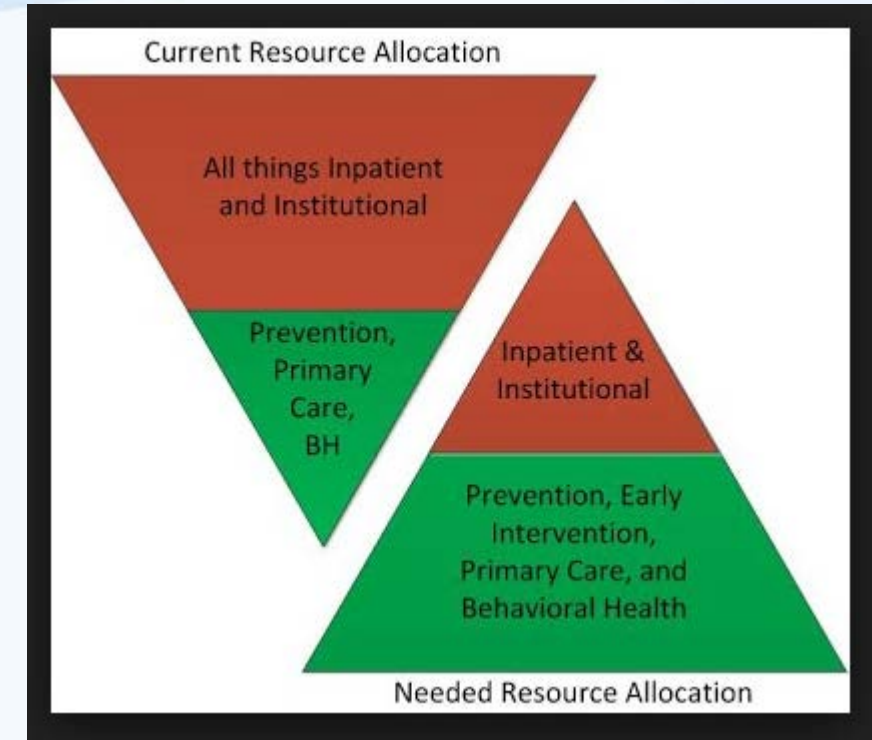 Current Resource Allocation
All things Inpatient
and Institutional
Prevention,
Primary
Care,
BH
Inpatient &
Institutional
Prevention, Early
Intervention,
Primary Care, and
Behavioral Health
Needed Resource Allocation